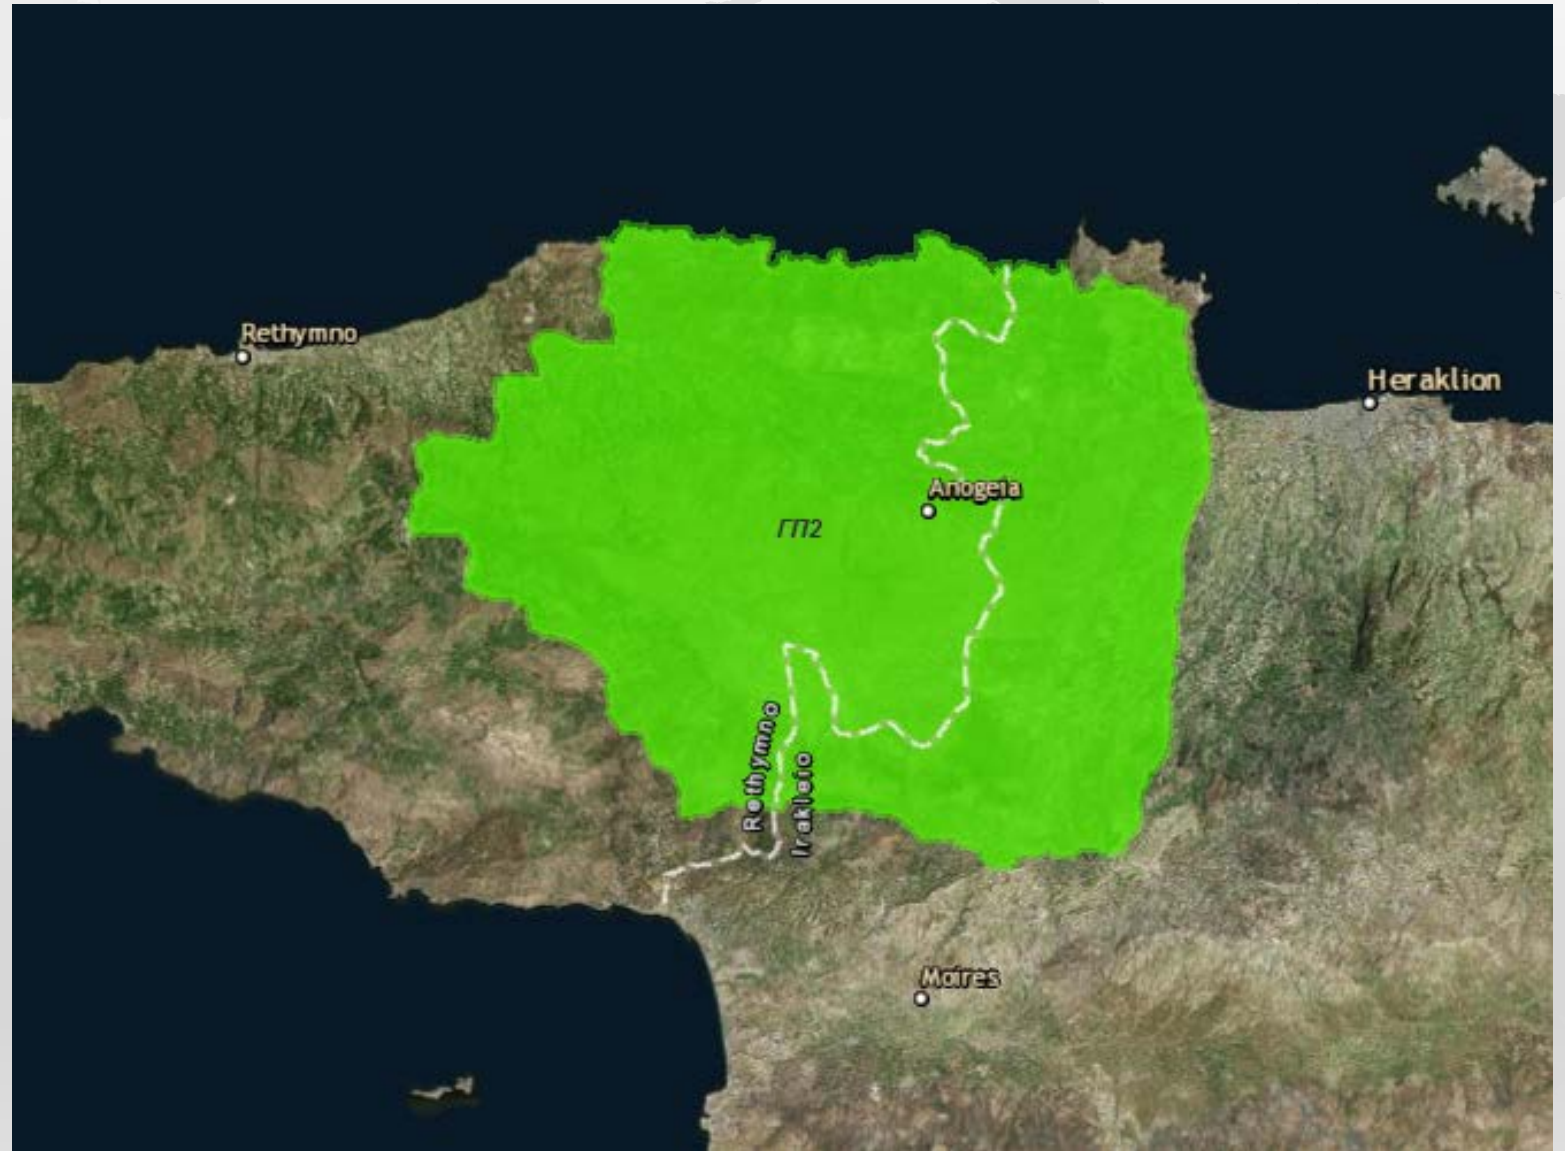 Rethymno
Heraklion
Anogeia
ΓΠ2
Rethymno
Irakleio
Moires